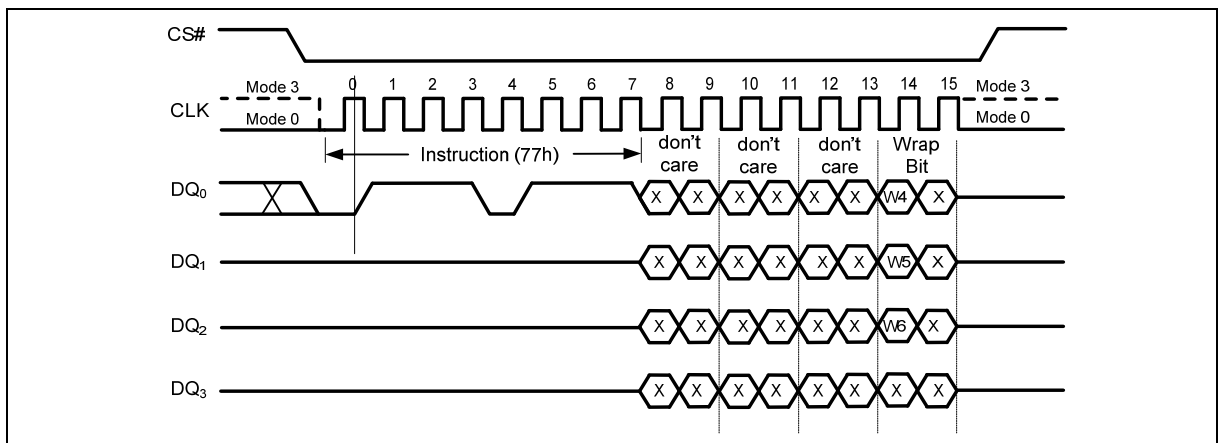 CS#
Mode 3 0 1 2 3 4 5 6 7 8 9 10 11 12 13 14 15 Mode 3
CLK
Mode 0 Mode 0
Instruction (77h) don't care don't care don't care Wrap Bit
DQ0 X X X X X X W4 X
DQ1 X X X X X X W5 X
DQ2 X X X X X X W6 X
DQ3 X X X X X X X X